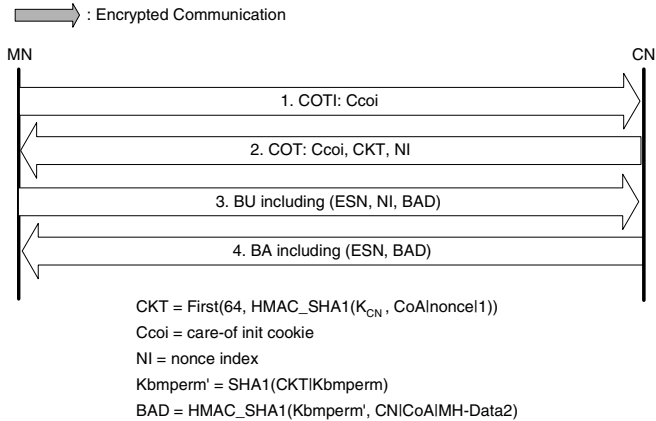 : Encrypted Communication
MN
CN
1. COTI: Ccoi
2. COT: Ccoi, CKT, NI
3. BU including (ESN, NI, BAD)
4. BA including (ESN, BAD)
CKT = First(64, HMAC_SHA1(K_CN , CoA|nonce|1))
Ccoi = care-of init cookie
NI = nonce index
Kbmperm' = SHA1(CKT|Kbmperm)
BAD = HMAC_SHA1(Kbmperm', CN|CoA|MH-Data2)